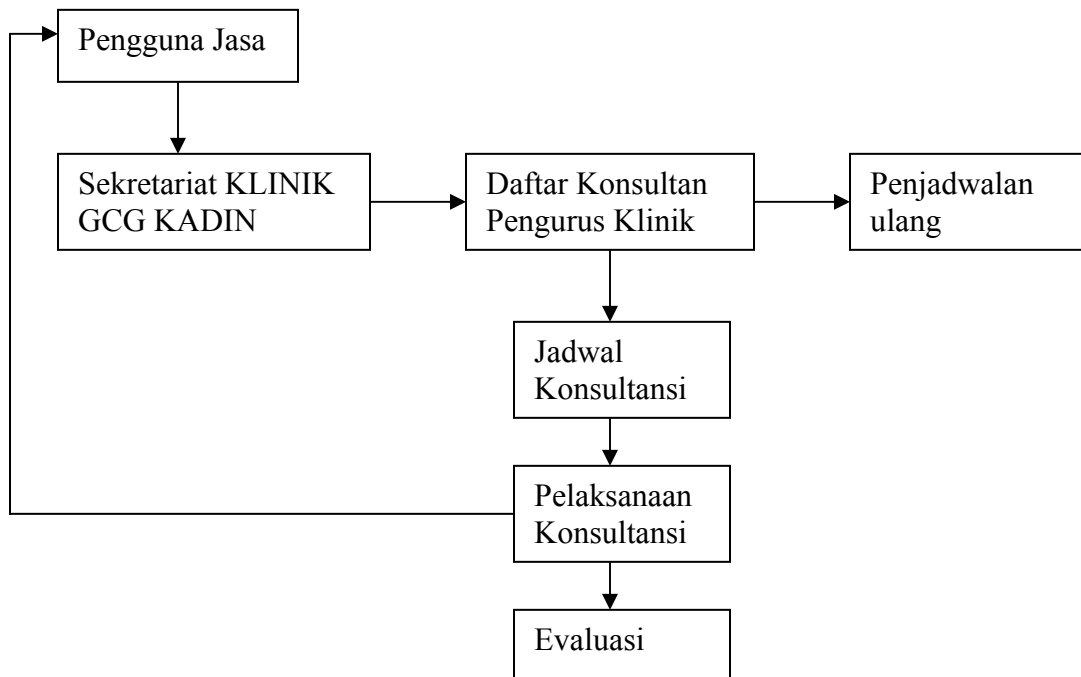 Pengguna Jasa
Sekretariat KLINIK
GCG KADIN
Daftar Konsultan
Pengurus Klinik
Penjadwalan
ulang
Jadwal
Konsultansi
Pelaksanaan
Konsultansi
Evaluasi